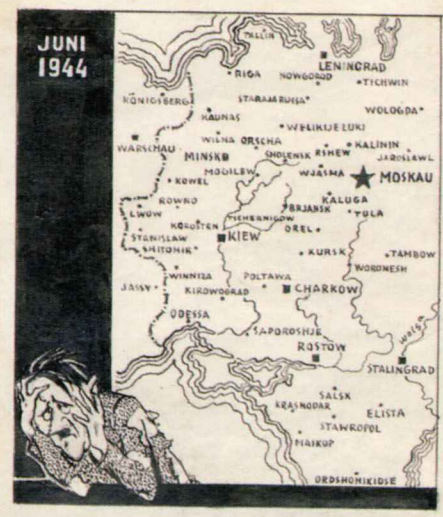 JUNI
1944
TALLIN
LENINGRAD
RIGA
NOWGOROD
TICHWIN
KÖNIGSBERG
STARAJA RUSSA
WOLOGDA
KAUNAS
WELIKIJE LUKI
WILNA
ORSCHA
KALININ
WARSCHAU
RSHEW
JAROSLAWL
MINSK
SMOLENSK
MOGILEW
WJASMA
MOSKAU
KOWEL
KALUGA
ROWNO
BRJANSK
TULA
LWOW
TSCHERNIGOW
KOROSTEN
OREL
STANISLAW
KIEW
SHITOMIR
KURSK
TAMBOW
WORONESH
WINNIZA
POLTAWA
JASSY
KIROWOGRAD
CHARKOW
ODESSA
SAPOROSHJE
Wolga
ROSTOW
STALINGRAD
SALSK
KRASNODAR
ELISTA
STAWROPOL
MAIKOP
ORDSHONIKIDSE